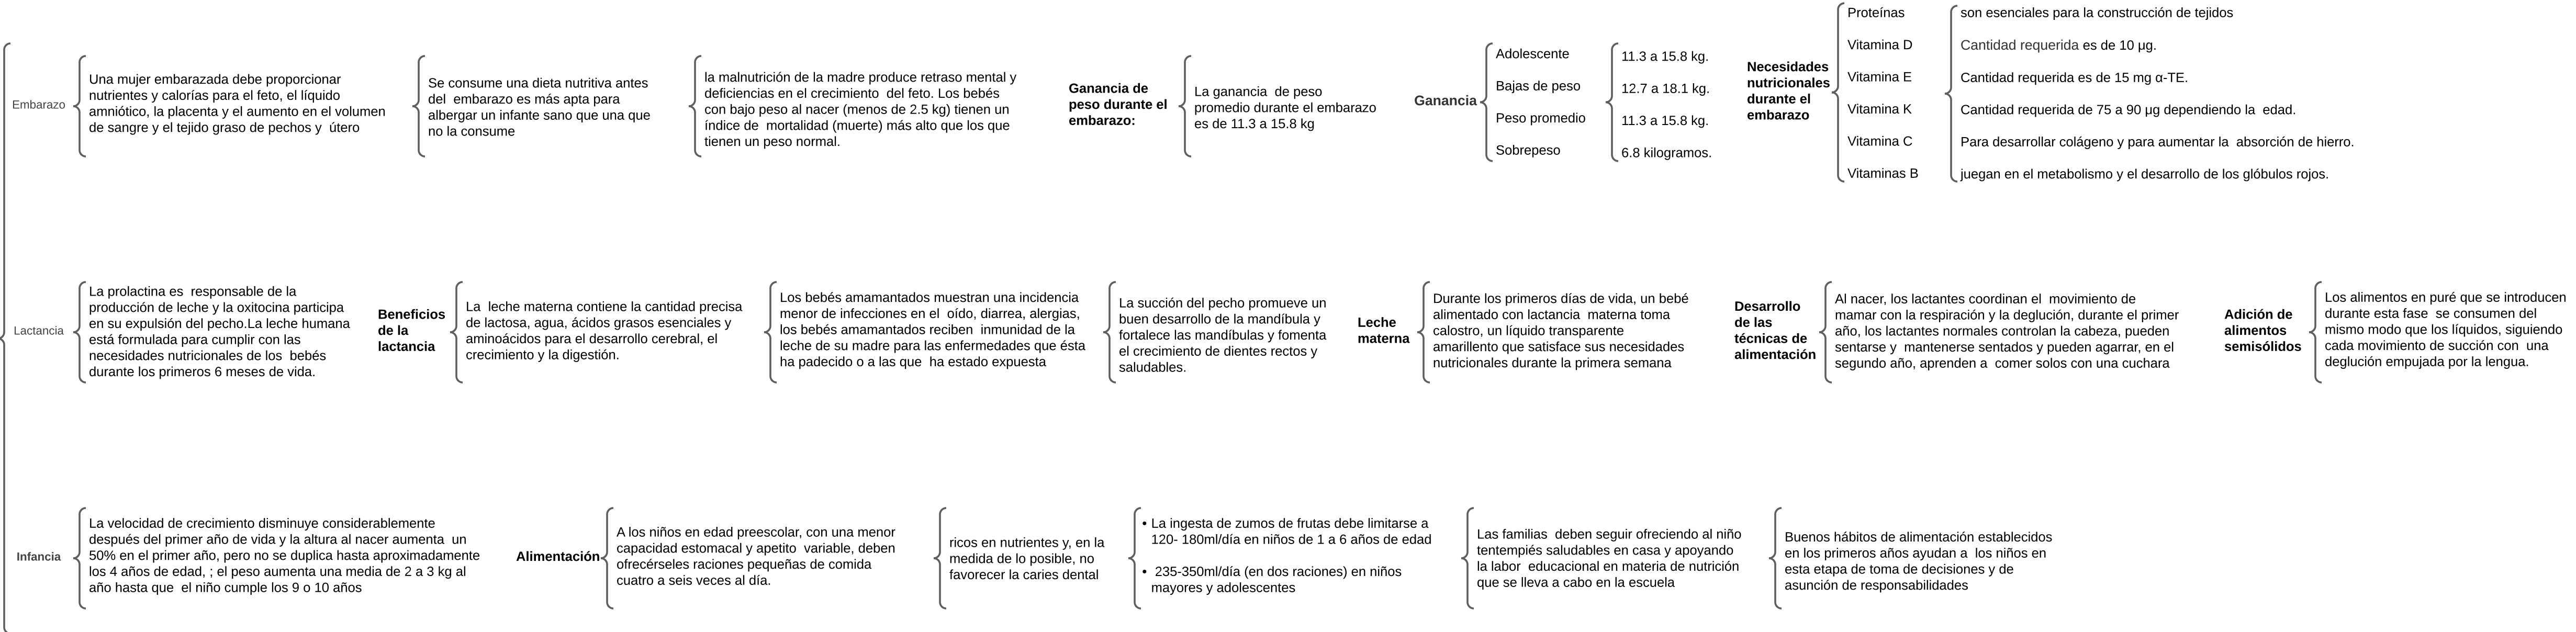 Embarazo
Una mujer embarazada debe proporcionar
nutrientes y calorías para el feto, el líquido
amniótico, la placenta y el aumento en el volumen
de sangre y el tejido graso de pechos y útero
Se consume una dieta nutritiva antes
del embarazo es más apta para
albergar un infante sano que una que
no la consume
la malnutrición de la madre produce retraso mental y
deficiencias en el crecimiento del feto. Los bebés
con bajo peso al nacer (menos de 2.5 kg) tienen un
índice de mortalidad (muerte) más alto que los que
tienen un peso normal.
Ganancia de
peso durante el
embarazo:
La ganancia de peso
promedio durante el embarazo
es de 11.3 a 15.8 kg
Ganancia
Adolescente
Bajas de peso
Peso promedio
Sobrepeso
11.3 a 15.8 kg.
12.7 a 18.1 kg.
11.3 a 15.8 kg.
6.8 kilogramos.
Necesidades
nutricionales
durante el
embarazo
Proteínas
Vitamina D
Vitamina E
Vitamina K
Vitamina C
Vitaminas B
son esenciales para la construcción de tejidos
Cantidad requerida es de 10 μg.
Cantidad requerida es de 15 mg α-TE.
Cantidad requerida de 75 a 90 μg dependiendo la edad.
Para desarrollar colágeno y para aumentar la absorción de hierro.
juegan en el metabolismo y el desarrollo de los glóbulos rojos.
Lactancia
La prolactina es responsable de la
producción de leche y la oxitocina participa
en su expulsión del pecho.La leche humana
está formulada para cumplir con las
necesidades nutricionales de los bebés
durante los primeros 6 meses de vida.
Beneficios
de la
lactancia
La leche materna contiene la cantidad precisa
de lactosa, agua, ácidos grasos esenciales y
aminoácidos para el desarrollo cerebral, el
crecimiento y la digestión.
Los bebés amamantados muestran una incidencia
menor de infecciones en el oído, diarrea, alergias,
los bebés amamantados reciben inmunidad de la
leche de su madre para las enfermedades que ésta
ha padecido o a las que ha estado expuesta
La succión del pecho promueve un
buen desarrollo de la mandíbula y
fortalece las mandíbulas y fomenta
el crecimiento de dientes rectos y
saludables.
Leche
materna
Durante los primeros días de vida, un bebé
alimentado con lactancia materna toma
calostro, un líquido transparente
amarillento que satisface sus necesidades
nutricionales durante la primera semana
Desarrollo
de las
técnicas de
alimentación
Al nacer, los lactantes coordinan el movimiento de
mamar con la respiración y la deglución, durante el primer
año, los lactantes normales controlan la cabeza, pueden
sentarse y mantenerse sentados y pueden agarrar, en el
segundo año, aprenden a comer solos con una cuchara
Adición de
alimentos
semisólidos
Los alimentos en puré que se introducen
durante esta fase se consumen del
mismo modo que los líquidos, siguiendo
cada movimiento de succión con una
deglución empujada por la lengua.
Infancia
La velocidad de crecimiento disminuye considerablemente
después del primer año de vida y la altura al nacer aumenta un
50% en el primer año, pero no se duplica hasta aproximadamente
los 4 años de edad, ; el peso aumenta una media de 2 a 3 kg al
año hasta que el niño cumple los 9 o 10 años
Alimentación
A los niños en edad preescolar, con una menor
capacidad estomacal y apetito variable, deben
ofrecérseles raciones pequeñas de comida
cuatro a seis veces al día.
ricos en nutrientes y, en la
medida de lo posible, no
favorecer la caries dental
• La ingesta de zumos de frutas debe limitarse a
120- 180ml/día en niños de 1 a 6 años de edad
• 235-350ml/día (en dos raciones) en niños
mayores y adolescentes
Las familias deben seguir ofreciendo al niño
tentempiés saludables en casa y apoyando
la labor educacional en materia de nutrición
que se lleva a cabo en la escuela
Buenos hábitos de alimentación establecidos
en los primeros años ayudan a los niños en
esta etapa de toma de decisiones y de
asunción de responsabilidades